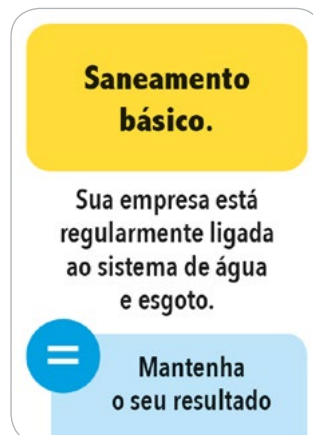 Saneamento
básico.
Sua empresa está
regularmente ligada
ao sistema de água
e esgoto.
=
Mantenha
o seu resultado